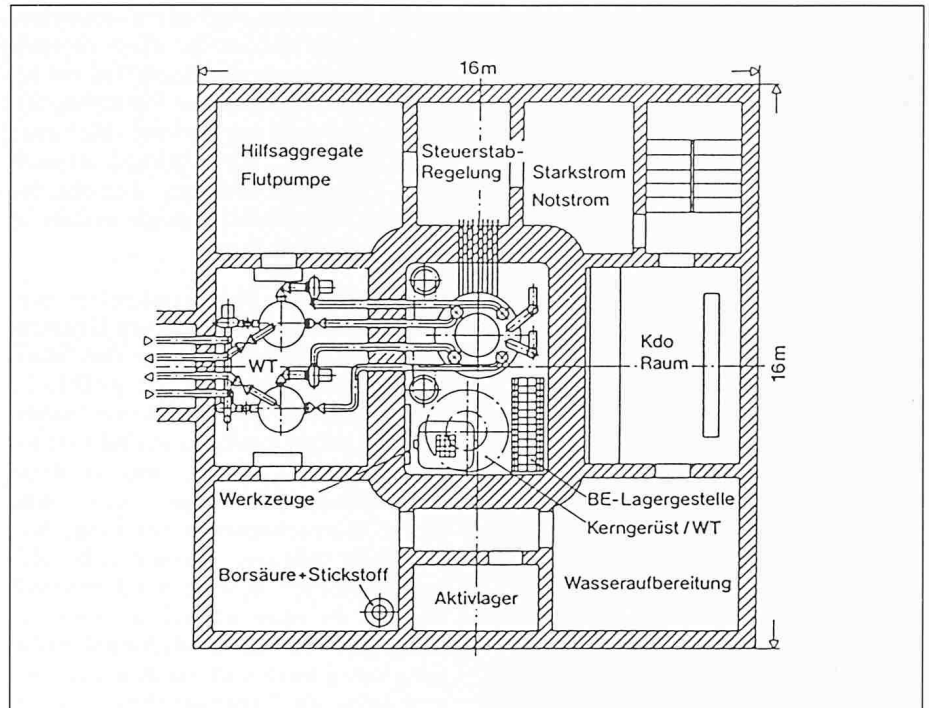 16m
Hilfsaggregate
Flutpumpe
Steuerstab-
Regelung
Starkstrom
Notstrom
WT
Kdo
Raum
16m
Werkzeuge
BE-Lagergestelle
Kerngerüst/WT
Borsäure+Stickstoff
Aktivlager
Wasseraufbereitung